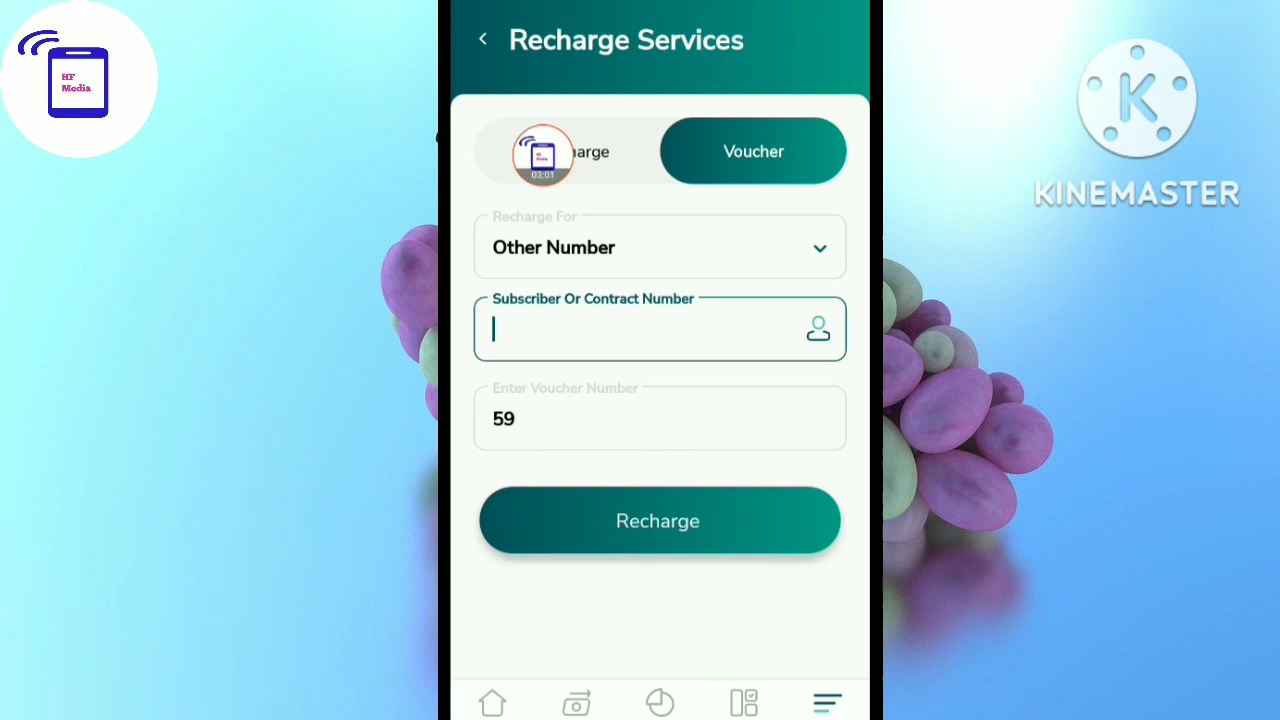 HF
Media
KINEMASTER
Recharge Services
Voucher
03:01
Recharge For
Other Number
Subscriber Or Contract Number
Enter Voucher Number
59
Recharge